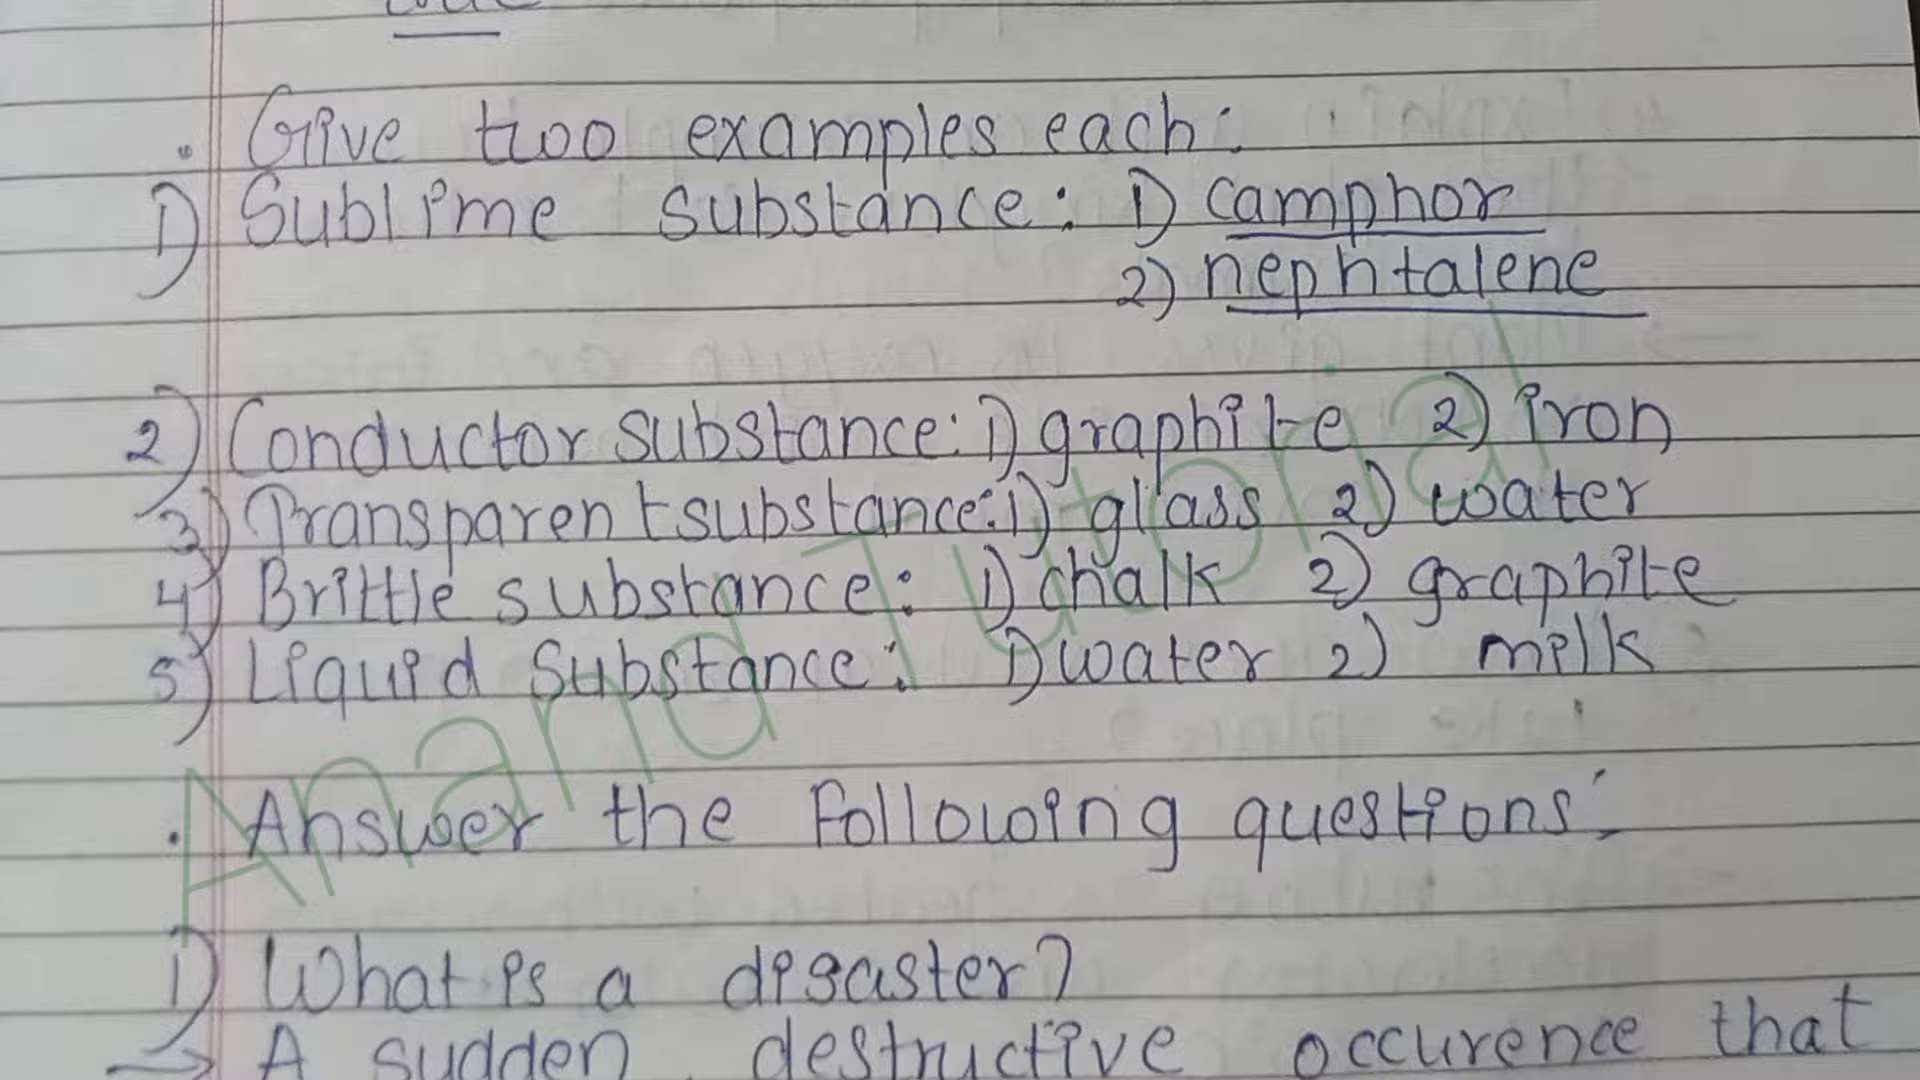 . Give two examples each:
1) Sublime substance: 1) camphor
2) nephtalene
2) Conductor substance: 1) graphite 2) iron
3) Transparent substance: 1) glass 2) water
4) Brittle substance: 1) chalk 2) graphite
5) Liquid substance: 1) water 2) milk
Anand Tutorial
. Answer the following questions:
1) What is a disaster?
→ A sudden destructive occurence that